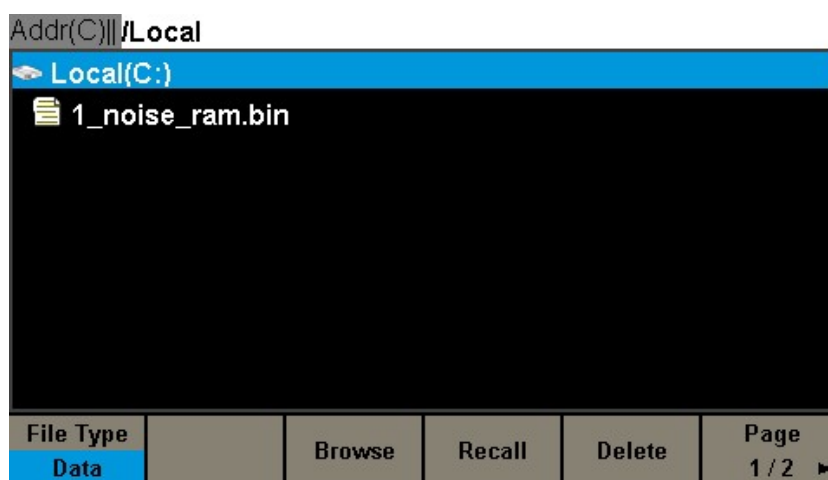 Addr(C)|| /Local
Local(C:)
1_noise_ram.bin
File Type
Data
Browse
Recall
Delete
Page
1 / 2